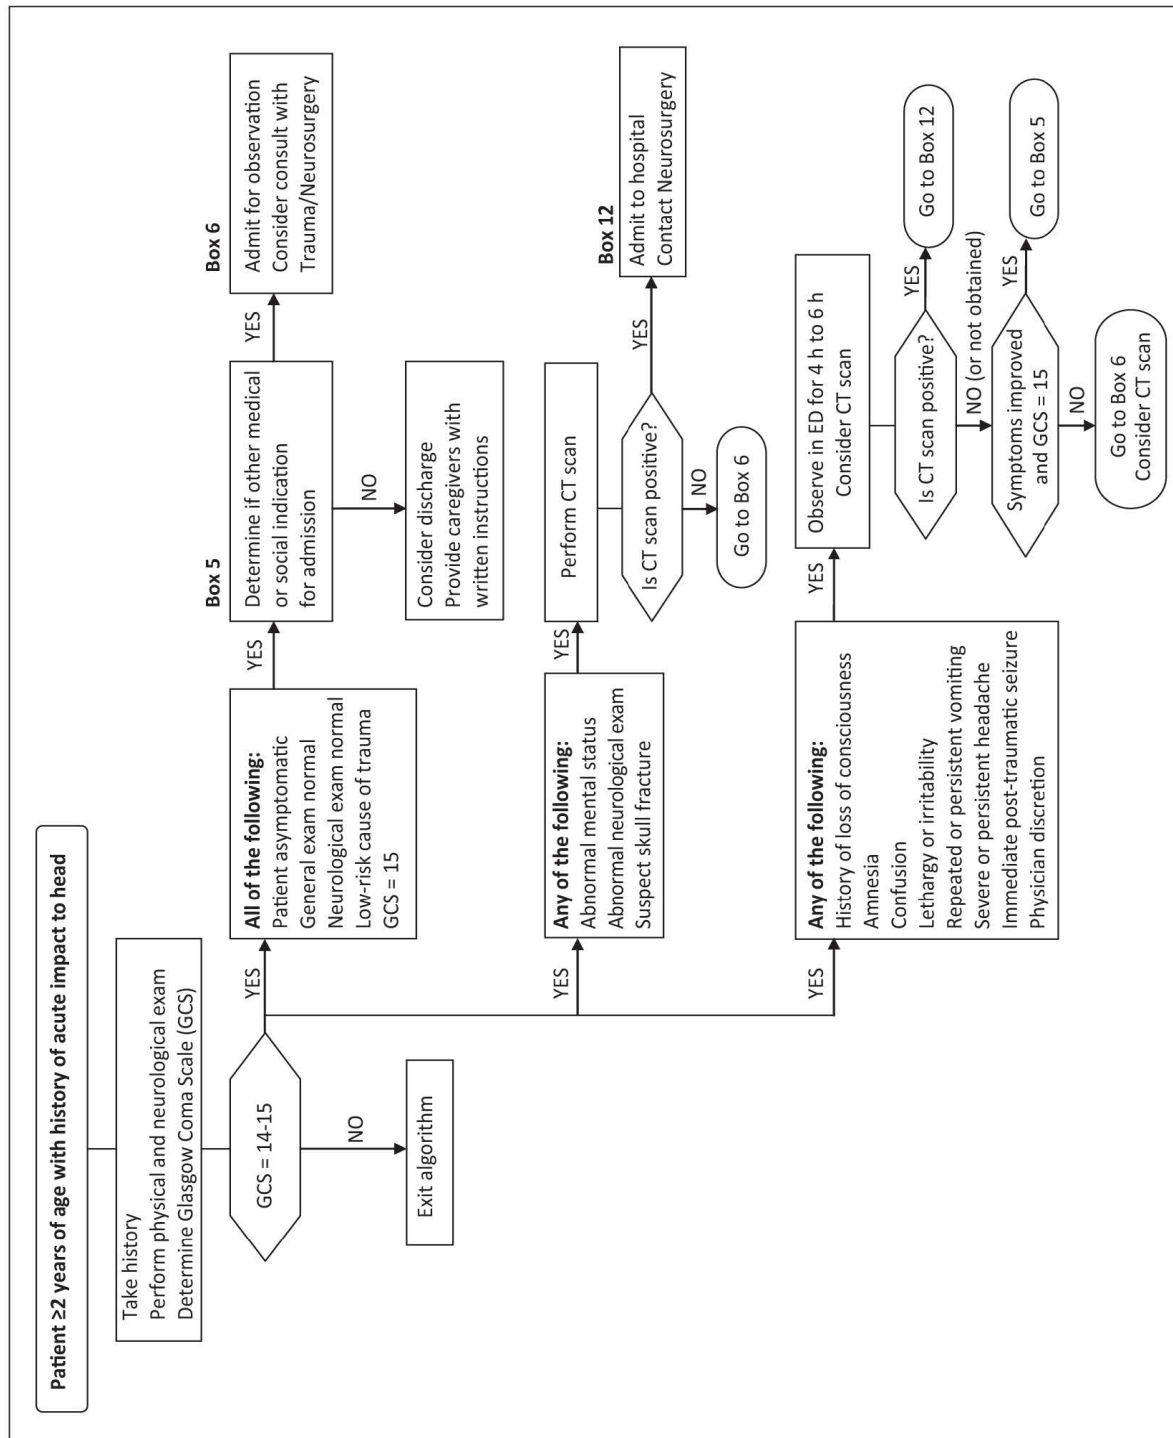 Patient ≥2 years of age with history of acute impact to head
Take history
Perform physical and neurological exam
Determine Glasgow Coma Scale (GCS)
GCS = 14-15
NO
Exit algorithm
YES
All of the following:
Patient asymptomatic
General exam normal
Neurological exam normal
Low-risk cause of trauma
GCS = 15
YES
Box 5
Determine if other medical
or social indication
for admission
YES
Box 6
Admit for observation
Consider consult with
Trauma/Neurosurgery
NO
Consider discharge
Provide caregivers with
written instructions
YES
Any of the following:
Abnormal mental status
Abnormal neurological exam
Suspect skull fracture
YES
Perform CT scan
Is CT scan positive?
YES
Box 12
Admit to hospital
Contact Neurosurgery
NO
Go to Box 6
YES
Any of the following:
History of loss of consciousness
Amnesia
Confusion
Lethargy or irritability
Repeated or persistent vomiting
Severe or persistent headache
Immediate post-traumatic seizure
Physician discretion
YES
Observe in ED for 4 h to 6 h
Consider CT scan
Is CT scan positive?
YES
Go to Box 12
NO (or not obtained)
Symptoms improved
and GCS = 15
YES
Go to Box 5
NO
Go to Box 6
Consider CT scan